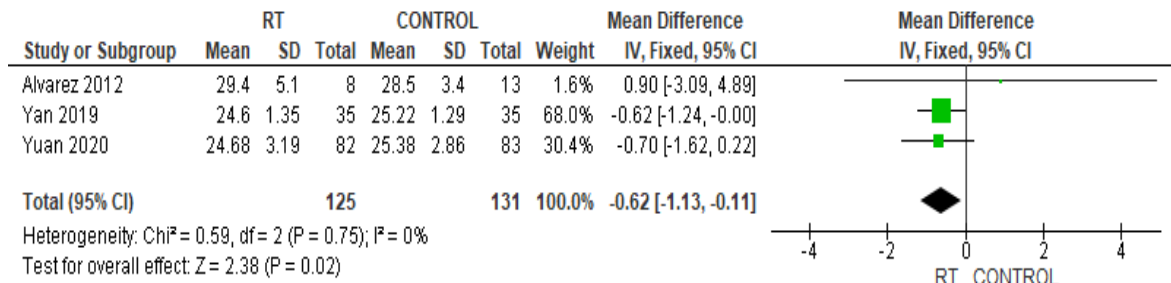 RT CONTROL Mean Difference Mean Difference
Study or Subgroup Mean SD Total Mean SD Total Weight IV, Fixed, 95% CI IV, Fixed, 95% CI
Alvarez 2012 29.4 5.1 8 28.5 3.4 13 1.6% 0.90 [-3.09, 4.89]
Yan 2019 24.6 1.35 35 25.22 1.29 35 68.0% -0.62 [-1.24, -0.00]
Yuan 2020 24.68 3.19 82 25.38 2.86 83 30.4% -0.70 [-1.62, 0.22]
Total (95% CI) 125 131 100.0% -0.62 [-1.13, -0.11]
Heterogeneity: Chi² = 0.59, df = 2 (P = 0.75); I² = 0%
Test for overall effect: Z = 2.38 (P = 0.02)
-4 -2 0 2 4
RT CONTROL